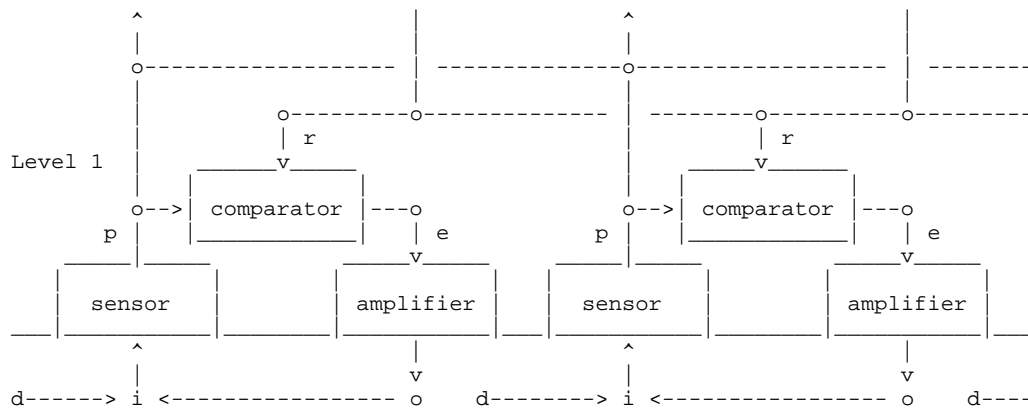 r r
Level 1
comparator comparator
p e p e
sensor amplifier sensor amplifier
d i o d i o d